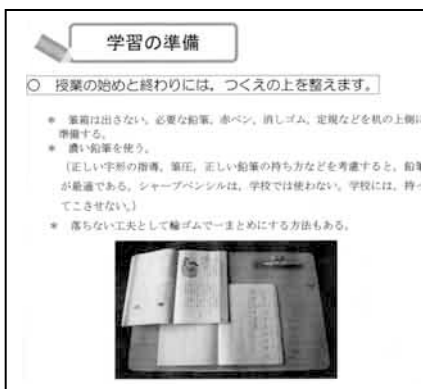 学習の準備
○ 授業の始めと終わりには、つくえの上を整えます。
* 筆箱は出さない。必要な鉛筆、赤ペン、消しゴム、定規などを机の上側に
準備する。
* 濃い鉛筆を使う。
(正しい字形の指導、筆圧、正しい鉛筆の持ち方などを考慮すると、鉛筆
が最適である。シャープペンシルは、学校では使わない。学校には、持っ
てこさせない。)
* 落ちない工夫として輪ゴムで一まとめにする方法もある。